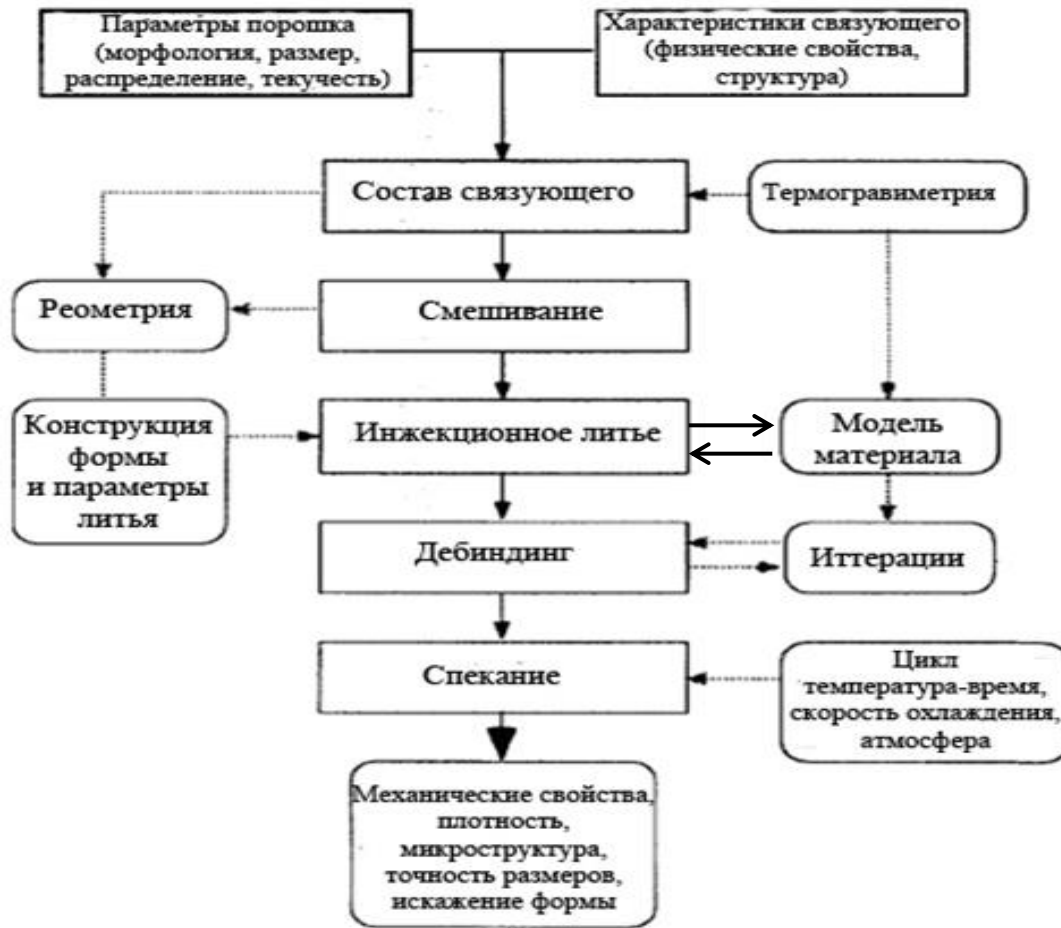 Параметры порошка
(морфология, размер,
распределение, текучесть)
Характеристики связующего
(физические свойства,
структура)
Состав связующего
Термогравиметрия
Реометрия
Смешивание
Конструкция
формы
и параметры
литья
Инжекционное литье
Модель
материала
Дебиндинг
Иттерации
Спекание
Цикл
температура-время,
скорость охлаждения,
атмосфера
Механические свойства,
плотность,
микроструктура,
точность размеров,
искажение формы